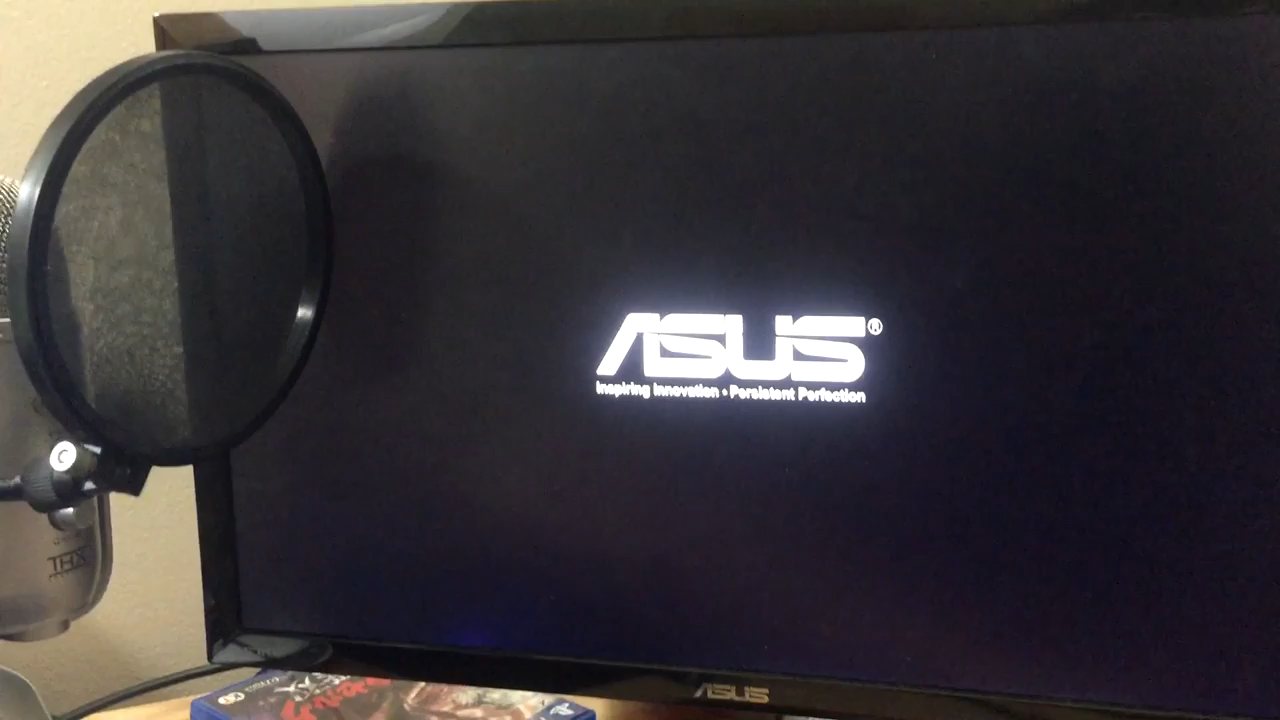 ASUS®
Inspiring Innovation • Persistent Perfection
THX
ASUS